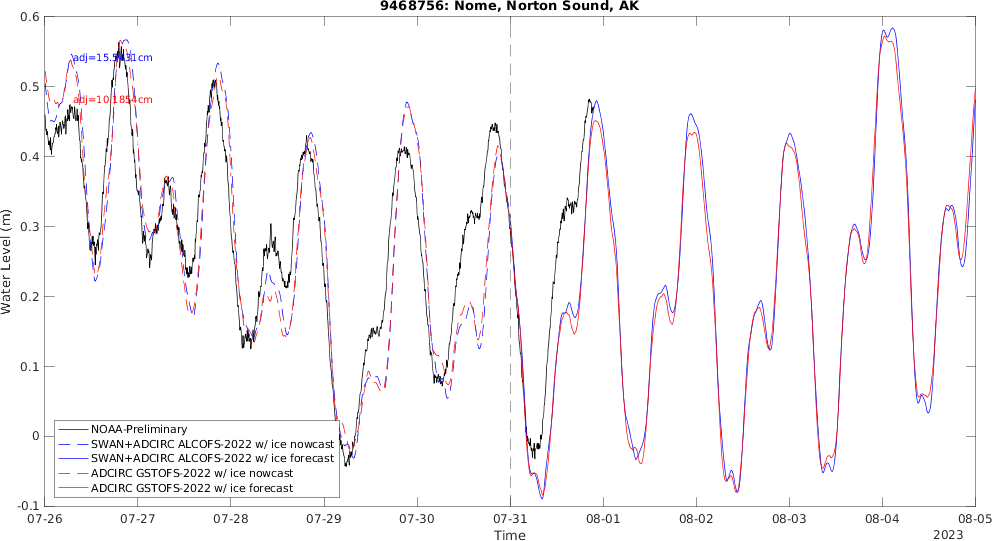 9468756: Nome, Norton Sound, AK
0.6
0.5
0.4
0.3
0.2
0.1
0
-0.1
Water Level (m)
adj=10.1854cm
NOAA-Preliminary
SWAN+ADCIRC ALCOFS-2022 w/ ice nowcast
SWAN+ADCIRC ALCOFS-2022 w/ ice forecast
ADCIRC GSTOFS-2022 w/ ice nowcast
ADCIRC GSTOFS-2022 w/ ice forecast
07-26 07-27 07-28 07-29 07-30 07-31 08-01 08-02 08-03 08-04 08-05
Time
2023